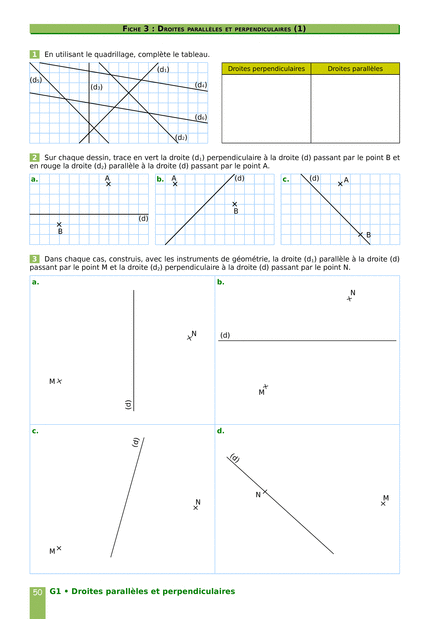 FICHE 3 : DROITES PARALLÈLES ET PERPENDICULAIRES (1)
1 En utilisant le quadrillage, complète le tableau.
(d₁)
(d₅)
(d₃)
(d₄)
(d₆)
(d₂)
Droites perpendiculaires Droites parallèles
2 Sur chaque dessin, trace en vert la droite (d₁) perpendiculaire à la droite (d) passant par le point B et
en rouge la droite (d₂) parallèle à la droite (d) passant par le point A.
a. A (d) B
b. A (d) B
c. (d) A B
3 Dans chaque cas, construis, avec les instruments de géométrie, la droite (d₁) parallèle à la droite (d)
passant par le point M et la droite (d₂) perpendiculaire à la droite (d) passant par le point N.
a. N M (d)
b. N (d) M
c. (d) N M
d. (d) N M
50 G1 • Droites parallèles et perpendiculaires